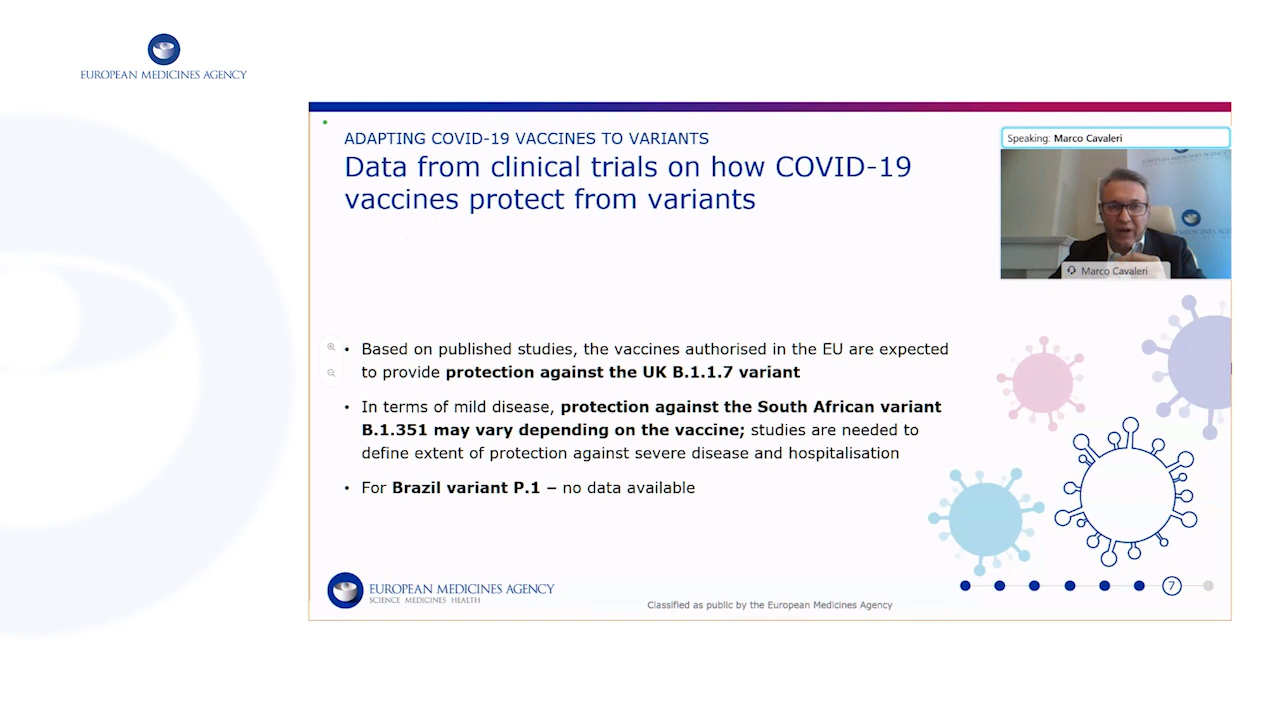 EUROPEAN MEDICINES AGENCY
ADAPTING COVID-19 VACCINES TO VARIANTS
Data from clinical trials on how COVID-19
vaccines protect from variants
Speaking: Marco Cavaleri
EUROPEAN MEDICINES AGEN
Marco Cavaleri
• Based on published studies, the vaccines authorised in the EU are expected
to provide protection against the UK B.1.1.7 variant
• In terms of mild disease, protection against the South African variant
B.1.351 may vary depending on the vaccine; studies are needed to
define extent of protection against severe disease and hospitalisation
• For Brazil variant P.1 – no data available
EUROPEAN MEDICINES AGENCY
SCIENCE MEDICINES HEALTH
Classified as public by the European Medicines Agency
7